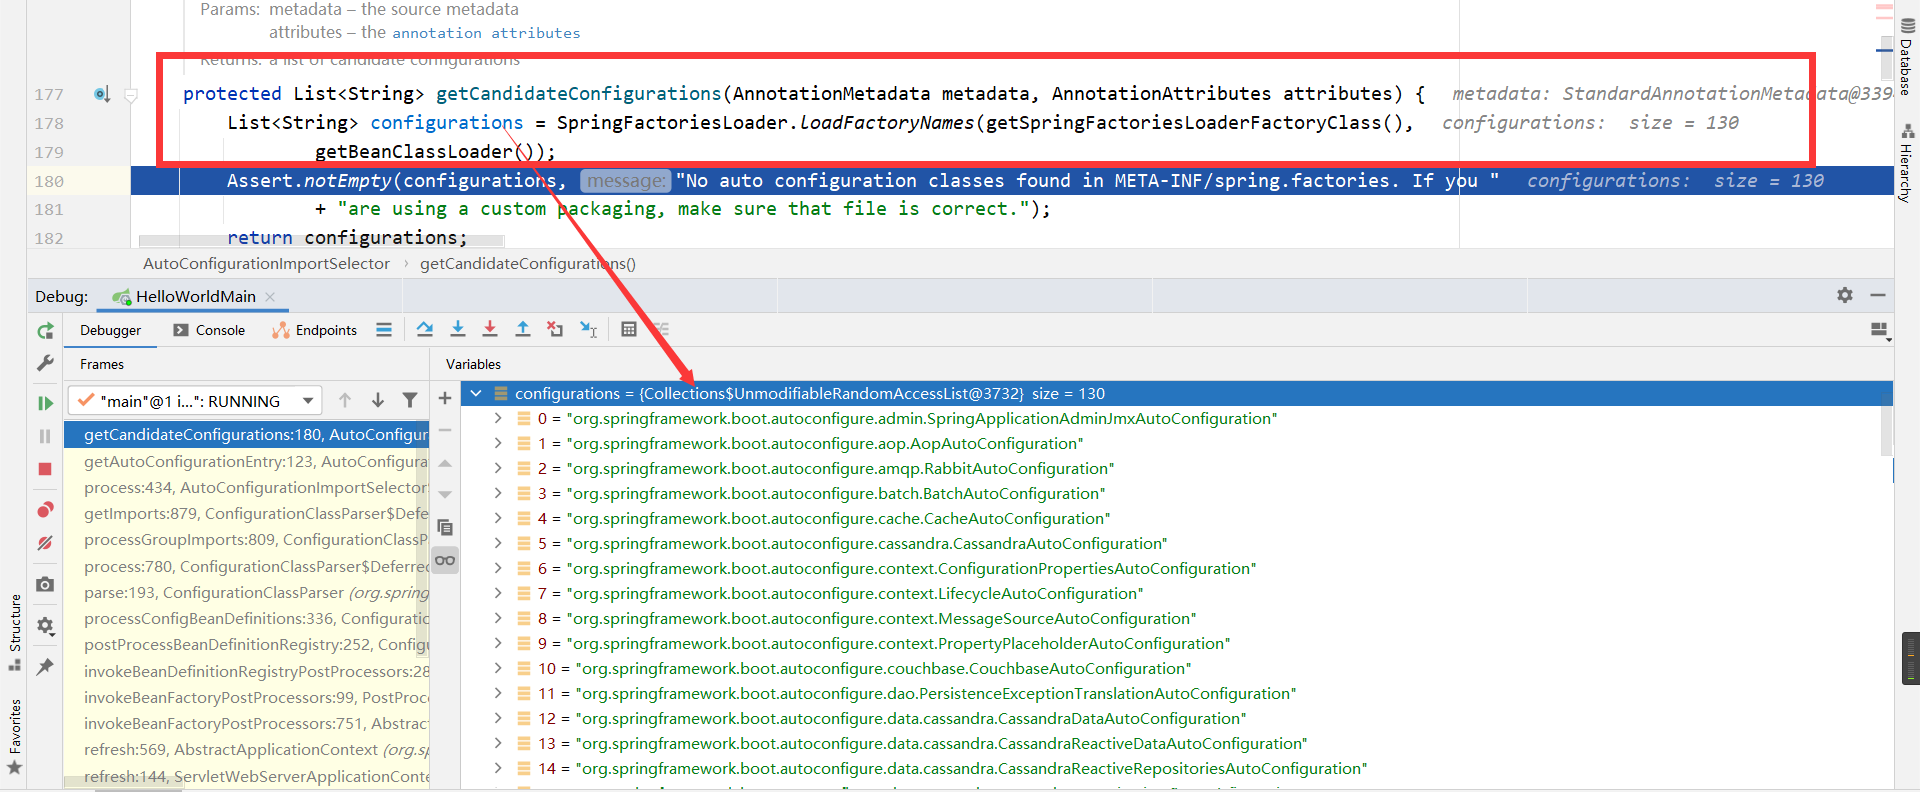 Params: metadata – the source metadata
attributes – the annotation attributes
Returns: a list of candidate configurations
177 protected List<String> getCandidateConfigurations(AnnotationMetadata metadata, AnnotationAttributes attributes) { metadata: StandardAnnotationMetadata@339
178 List<String> configurations = SpringFactoriesLoader.loadFactoryNames(getSpringFactoriesLoaderFactoryClass(), configurations: size = 130
179 getBeanClassLoader());
180 Assert.notEmpty(configurations, message: "No auto configuration classes found in META-INF/spring.factories. If you " configurations: size = 130
181 + "are using a custom packaging, make sure that file is correct.");
182 return configurations;
AutoConfigurationImportSelector › getCandidateConfigurations()
Debug: HelloWorldMain
Debugger Console Endpoints
Frames
"main"@1 i...": RUNNING
getCandidateConfigurations:180, AutoConfigur
getAutoConfigurationEntry:123, AutoConfigura
process:434, AutoConfigurationImportSelector
getImports:879, ConfigurationClassParser$Defe
processGroupImports:809, ConfigurationClassP
process:780, ConfigurationClassParser$Deferred
parse:193, ConfigurationClassParser (org.spring
processConfigBeanDefinitions:336, Configuration
postProcessBeanDefinitionRegistry:252, Config
invokeBeanDefinitionRegistryPostProcessors:28
invokeBeanFactoryPostProcessors:99, PostProc
invokeBeanFactoryPostProcessors:751, Abstract
refresh:569, AbstractApplicationContext (org.sp
refresh:144, ServletWebServerApplicationConte
Variables
configurations = {Collections$UnmodifiableRandomAccessList@3732} size = 130
0 = "org.springframework.boot.autoconfigure.admin.SpringApplicationAdminJmxAutoConfiguration"
1 = "org.springframework.boot.autoconfigure.aop.AopAutoConfiguration"
2 = "org.springframework.boot.autoconfigure.amqp.RabbitAutoConfiguration"
3 = "org.springframework.boot.autoconfigure.batch.BatchAutoConfiguration"
4 = "org.springframework.boot.autoconfigure.cache.CacheAutoConfiguration"
5 = "org.springframework.boot.autoconfigure.cassandra.CassandraAutoConfiguration"
6 = "org.springframework.boot.autoconfigure.context.ConfigurationPropertiesAutoConfiguration"
7 = "org.springframework.boot.autoconfigure.context.LifecycleAutoConfiguration"
8 = "org.springframework.boot.autoconfigure.context.MessageSourceAutoConfiguration"
9 = "org.springframework.boot.autoconfigure.context.PropertyPlaceholderAutoConfiguration"
10 = "org.springframework.boot.autoconfigure.couchbase.CouchbaseAutoConfiguration"
11 = "org.springframework.boot.autoconfigure.dao.PersistenceExceptionTranslationAutoConfiguration"
12 = "org.springframework.boot.autoconfigure.data.cassandra.CassandraDataAutoConfiguration"
13 = "org.springframework.boot.autoconfigure.data.cassandra.CassandraReactiveDataAutoConfiguration"
14 = "org.springframework.boot.autoconfigure.data.cassandra.CassandraReactiveRepositoriesAutoConfiguration"
Structure
Favorites
Database
Hierarchy